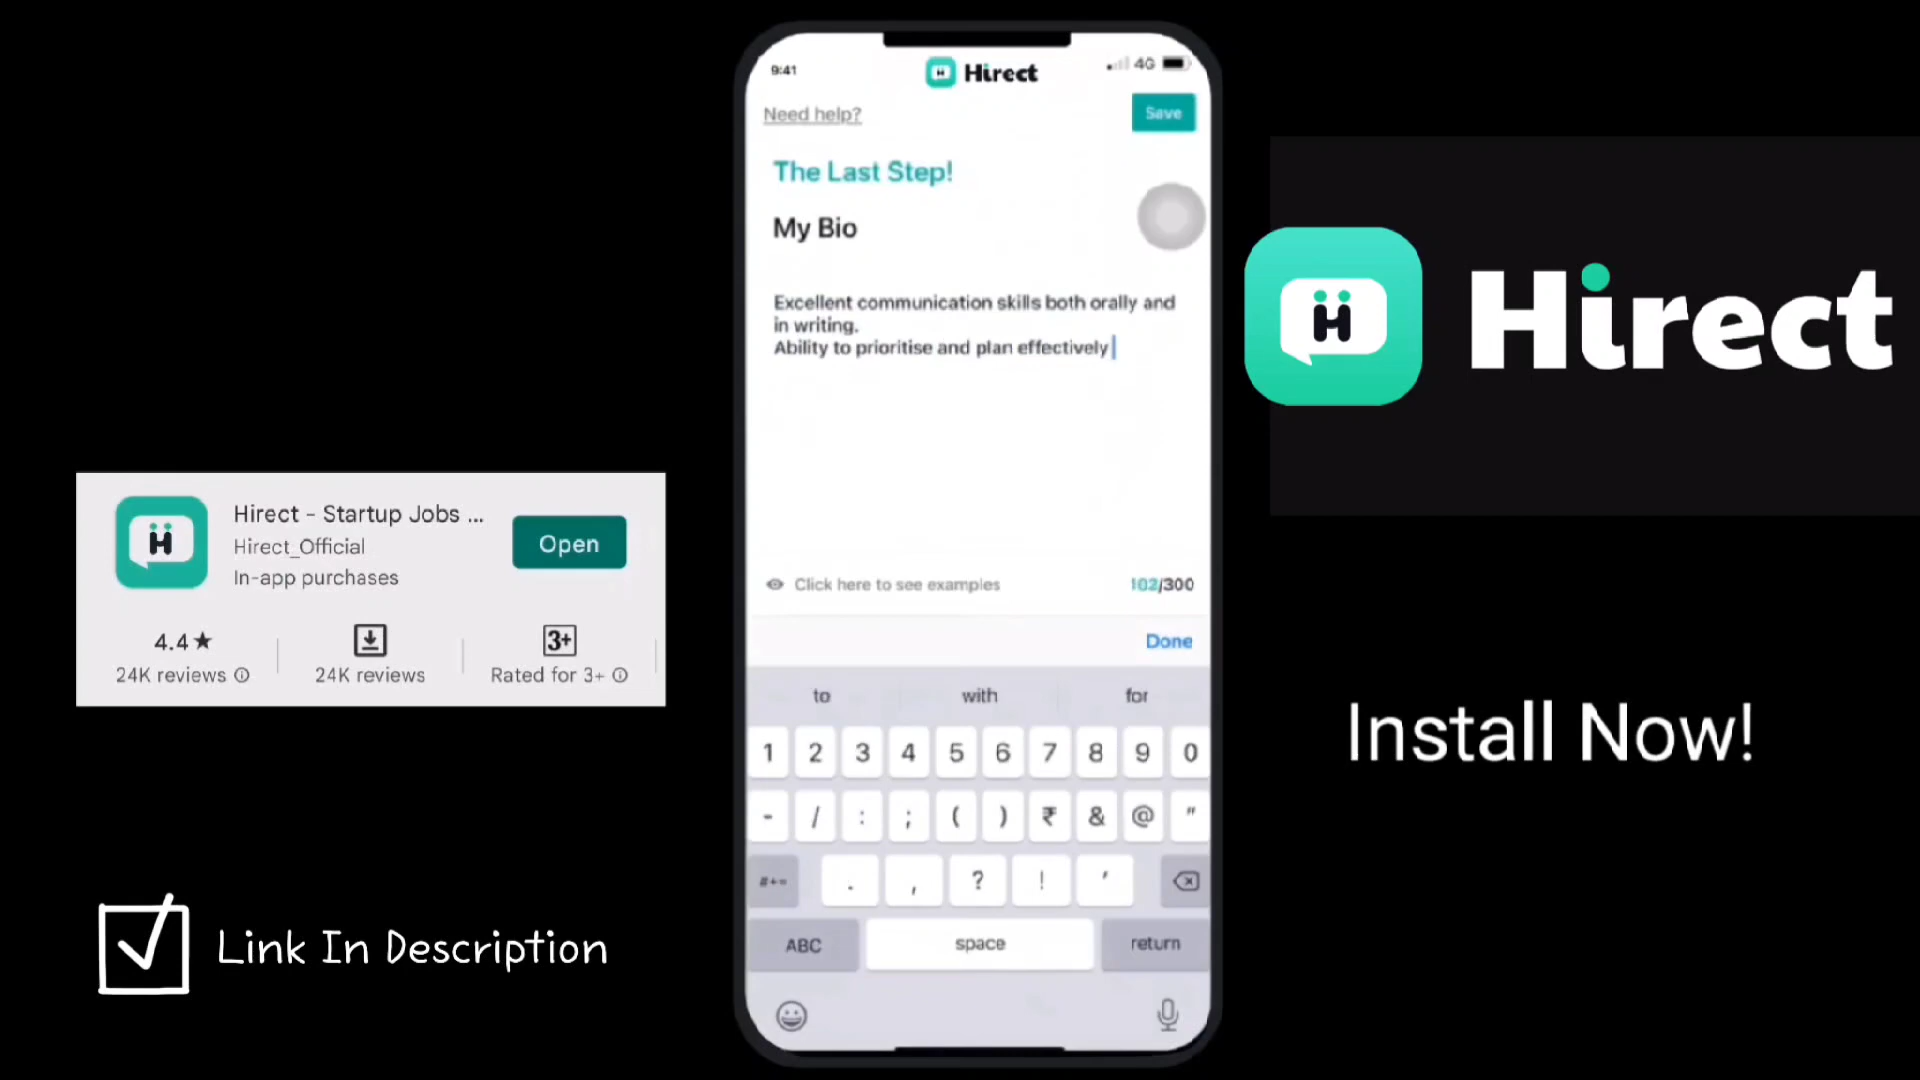 9:41
Hirect
4G
Need help?
Save
The Last Step!
My Bio
Excellent communication skills both orally and
in writing.
Ability to prioritise and plan effectively
Click here to see examples
102/300
Done
to with for
1 2 3 4 5 6 7 8 9 0
- / : ; ( ) ₹ & @ "
#+= . , ? ! '
ABC space return
Hirect - Startup Jobs ...
Hirect_Official
In-app purchases
Open
4.4★
24K reviews
24K reviews
3+
Rated for 3+
Link In Description
H
Hirect
Install Now!